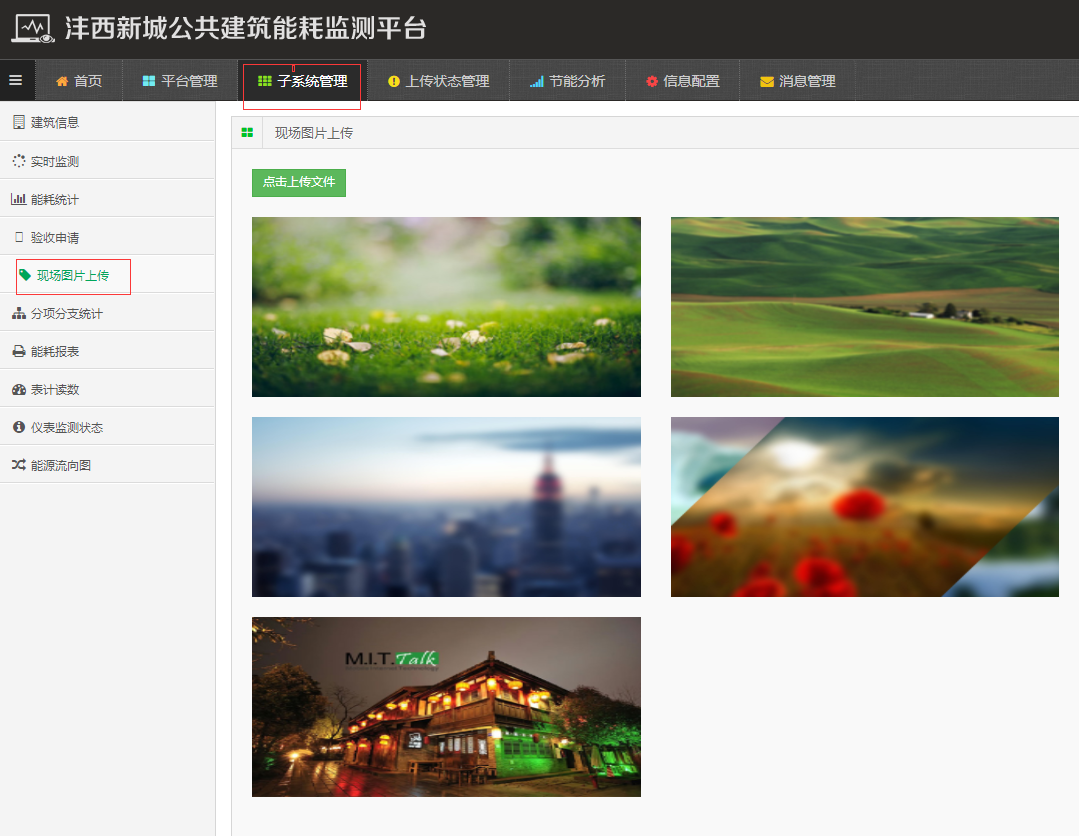 沣西新城公共建筑能耗监测平台
首页
平台管理
子系统管理
上传状态管理
节能分析
信息配置
消息管理
建筑信息
实时监测
能耗统计
验收申请
现场图片上传
分项分支统计
能耗报表
表计读数
仪表监测状态
能源流向图
现场图片上传
点击上传文件
M.I.T. Talk